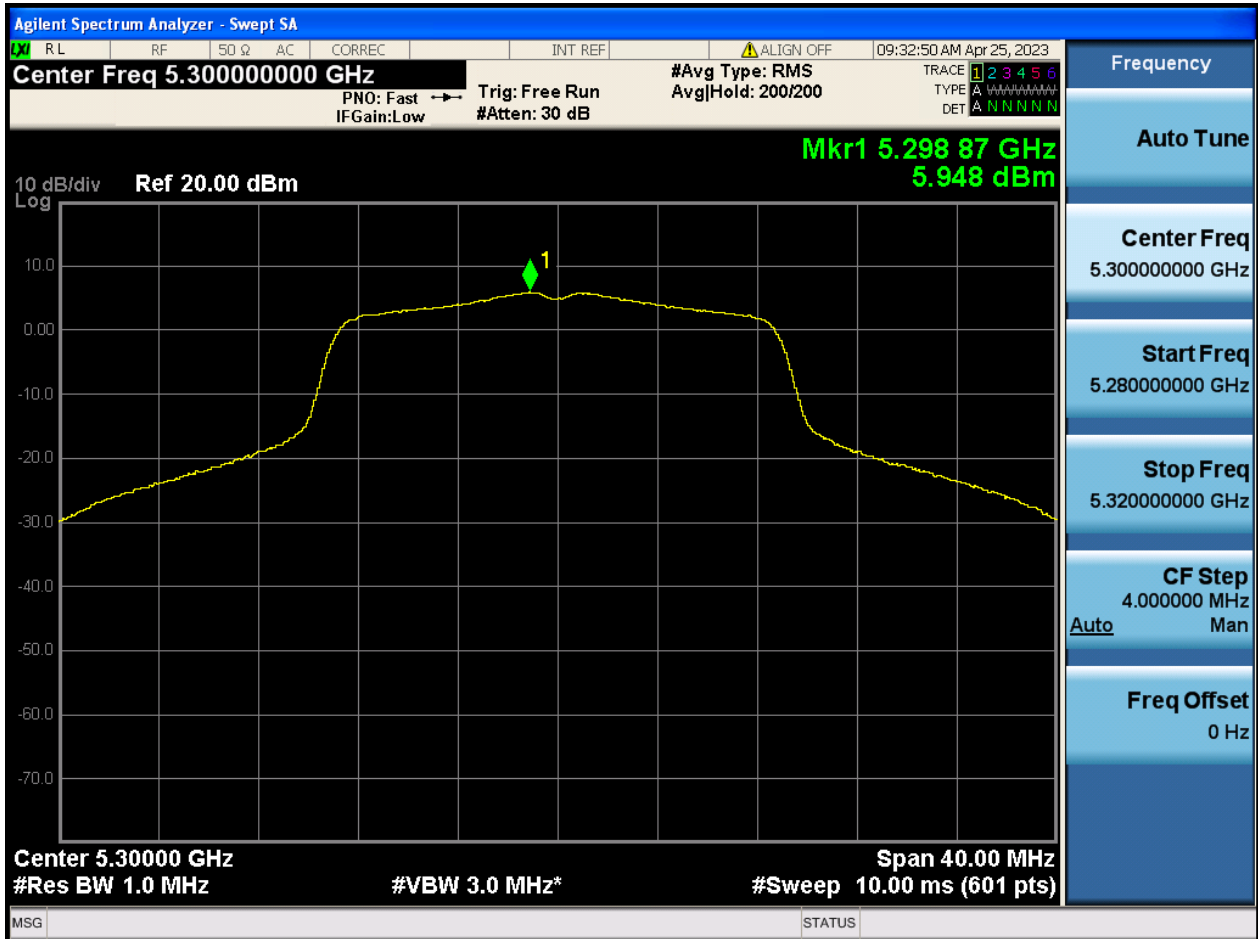 Agilent Spectrum Analyzer - Swept SA
LXI RL RF 50 Ω AC CORREC INT REF ALIGN OFF 09:32:50 AM Apr 25, 2023
Center Freq 5.300000000 GHz
PNO: Fast
IFGain:Low
Trig: Free Run
#Atten: 30 dB
#Avg Type: RMS
Avg|Hold: 200/200
TRACE 1 2 3 4 5 6
TYPE A WWWWW
DET A N N N N N
Mkr1 5.298 87 GHz
5.948 dBm
10 dB/div Ref 20.00 dBm
Log
1
10.0
0.00
-10.0
-20.0
-30.0
-40.0
-50.0
-60.0
-70.0
Center 5.30000 GHz Span 40.00 MHz
#Res BW 1.0 MHz #VBW 3.0 MHz* #Sweep 10.00 ms (601 pts)
MSG STATUS
Frequency
Auto Tune
Center Freq
5.300000000 GHz
Start Freq
5.280000000 GHz
Stop Freq
5.320000000 GHz
CF Step
4.000000 MHz
Auto Man
Freq Offset
0 Hz